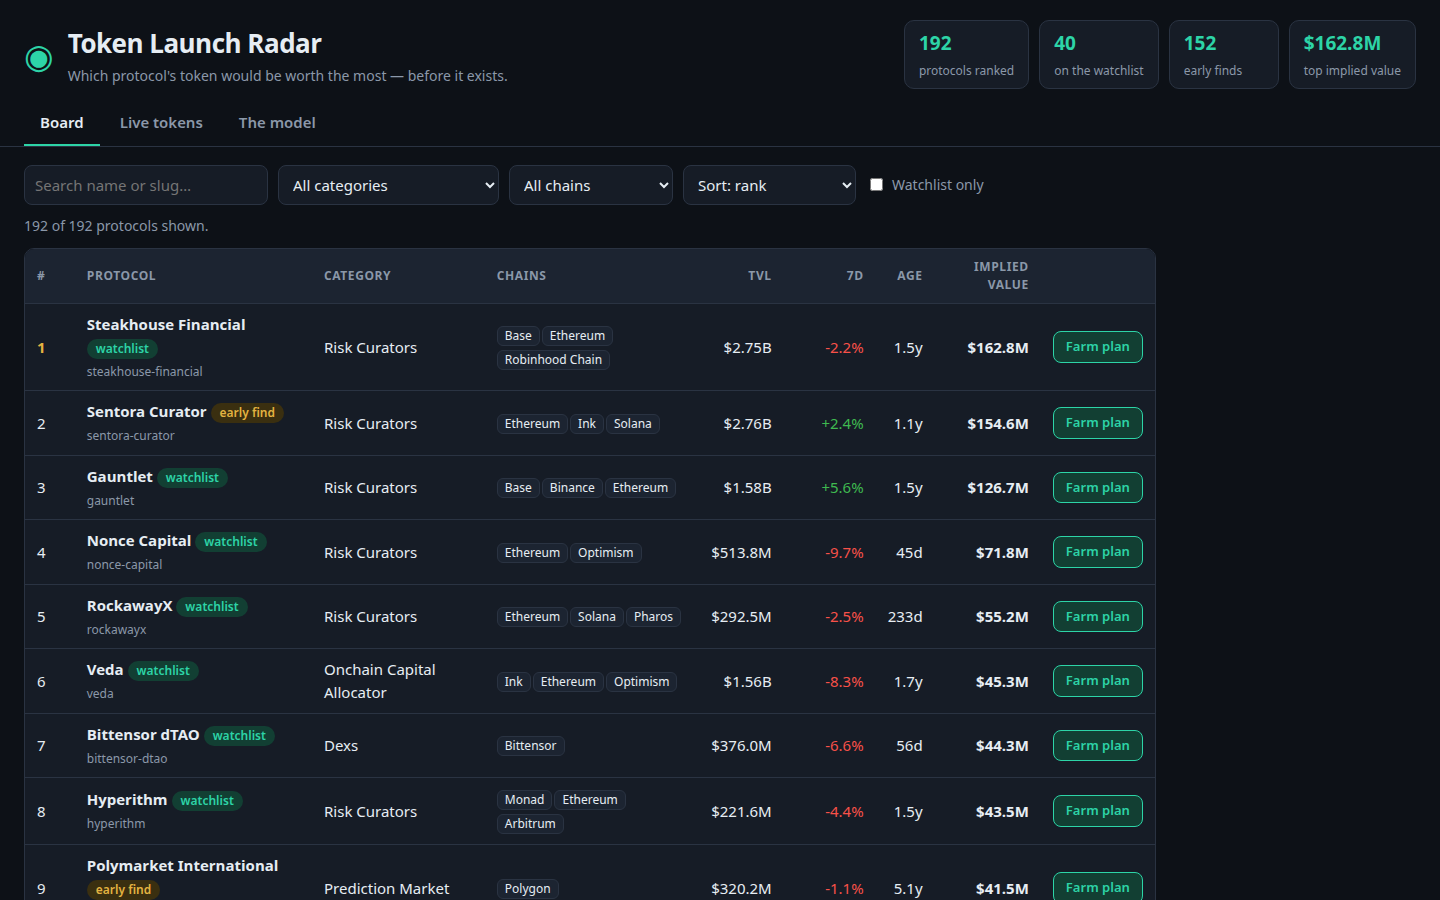 Token Launch Radar
Which protocol's token would be worth the most — before it exists.
192
protocols ranked
40
on the watchlist
152
early finds
$162.8M
top implied value
Board
Live tokens
The model
Search name or slug...
All categories
All chains
Sort: rank
Watchlist only
192 of 192 protocols shown.
# PROTOCOL CATEGORY CHAINS TVL 7D AGE IMPLIED VALUE
1 Steakhouse Financial watchlist steakhouse-financial Risk Curators Base Ethereum Robinhood Chain $2.75B -2.2% 1.5y $162.8M Farm plan
2 Sentora Curator early find sentora-curator Risk Curators Ethereum Ink Solana $2.76B +2.4% 1.1y $154.6M Farm plan
3 Gauntlet watchlist gauntlet Risk Curators Base Binance Ethereum $1.58B +5.6% 1.5y $126.7M Farm plan
4 Nonce Capital watchlist nonce-capital Risk Curators Ethereum Optimism $513.8M -9.7% 45d $71.8M Farm plan
5 RockawayX watchlist rockawayx Risk Curators Ethereum Solana Pharos $292.5M -2.5% 233d $55.2M Farm plan
6 Veda watchlist veda Onchain Capital Allocator Ink Ethereum Optimism $1.56B -8.3% 1.7y $45.3M Farm plan
7 Bittensor dTAO watchlist bittensor-dtao Dexs Bittensor $376.0M -6.6% 56d $44.3M Farm plan
8 Hyperithm watchlist hyperithm Risk Curators Monad Ethereum Arbitrum $221.6M -4.4% 1.5y $43.5M Farm plan
9 Polymarket International early find Prediction Market Polygon $320.2M -1.1% 5.1y $41.5M Farm plan